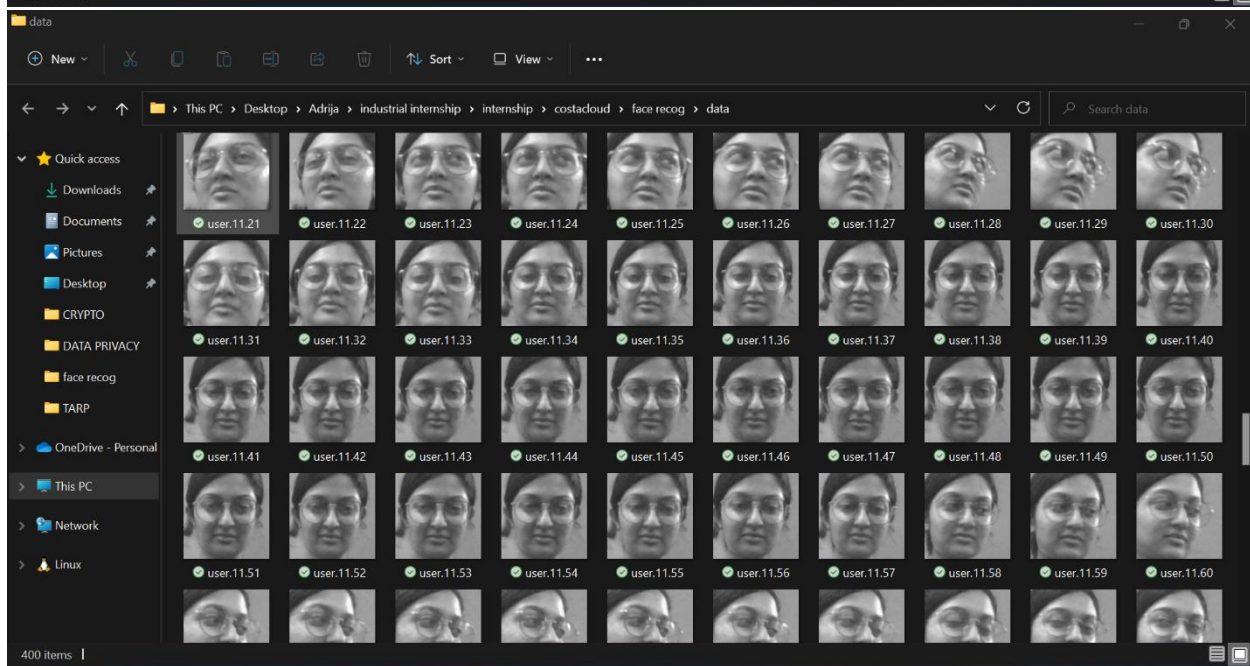 data
New
Sort
View
This PC > Desktop > Adrija > industrial internship > internship > costacloud > face recog > data
Search data
Quick access
Downloads
Documents
Pictures
Desktop
CRYPTO
DATA PRIVACY
face recog
TARP
OneDrive - Personal
This PC
Network
Linux
user.11.21 user.11.22 user.11.23 user.11.24 user.11.25 user.11.26 user.11.27 user.11.28 user.11.29 user.11.30
user.11.31 user.11.32 user.11.33 user.11.34 user.11.35 user.11.36 user.11.37 user.11.38 user.11.39 user.11.40
user.11.41 user.11.42 user.11.43 user.11.44 user.11.45 user.11.46 user.11.47 user.11.48 user.11.49 user.11.50
user.11.51 user.11.52 user.11.53 user.11.54 user.11.55 user.11.56 user.11.57 user.11.58 user.11.59 user.11.60
400 items